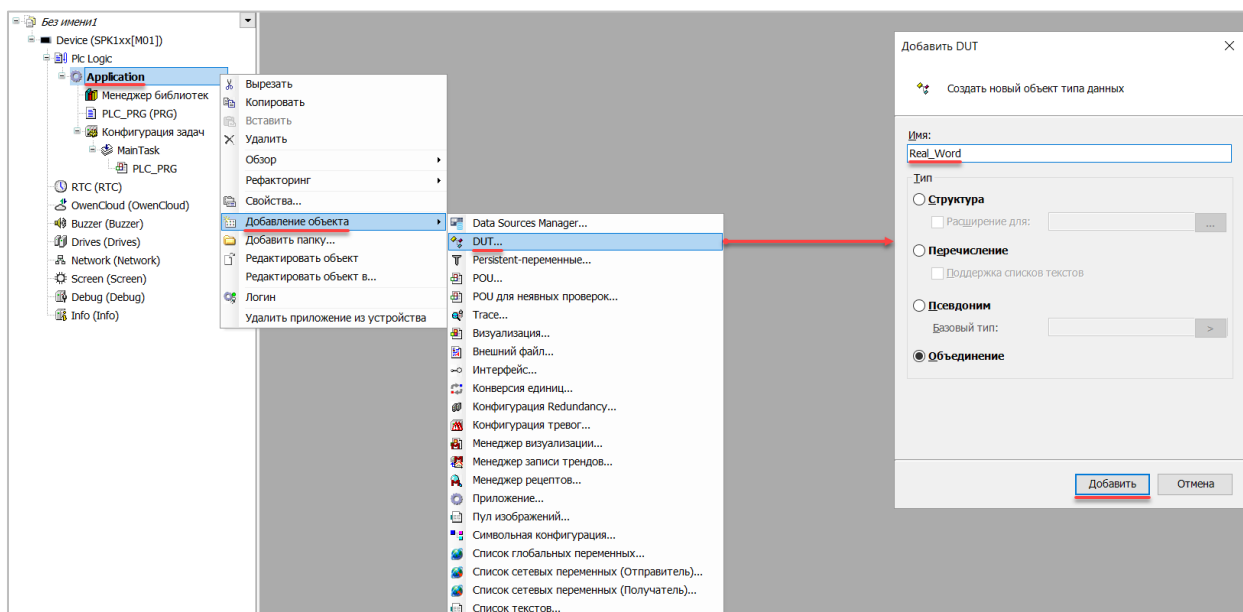 Без имени1
Device (SPK1xx[M01])
Plc Logic
Application
Менеджер библиотек
PLC_PRG (PRG)
Конфигурация задач
MainTask
PLC_PRG
RTC (RTC)
OwenCloud (OwenCloud)
Buzzer (Buzzer)
Drives (Drives)
Network (Network)
Screen (Screen)
Debug (Debug)
Info (Info)
Вырезать
Копировать
Вставить
Удалить
Обзор
Рефакторинг
Свойства...
Добавление объекта
Добавить папку...
Редактировать объект
Редактировать объект в...
Логин
Удалить приложение из устройства
Data Sources Manager...
DUT...
Persistent-переменные...
POU...
POU для неявных проверок...
Trace...
Визуализация...
Внешний файл...
Интерфейс...
Конверсия единиц...
Конфигурация Redundancy...
Конфигурация тревог...
Менеджер визуализации...
Менеджер записи трендов...
Менеджер рецептов...
Приложение...
Пул изображений...
Символьная конфигурация...
Список глобальных переменных...
Список сетевых переменных (Отправитель)...
Список сетевых переменных (Получатель)...
Список текстов...
Добавить DUT
Создать новый объект типа данных
Имя:
Real_Word
Тип
Структура
Расширение для:
...
Перечисление
Поддержка списков текстов
Псевдоним
Базовый тип:
>
Объединение
Добавить
Отмена